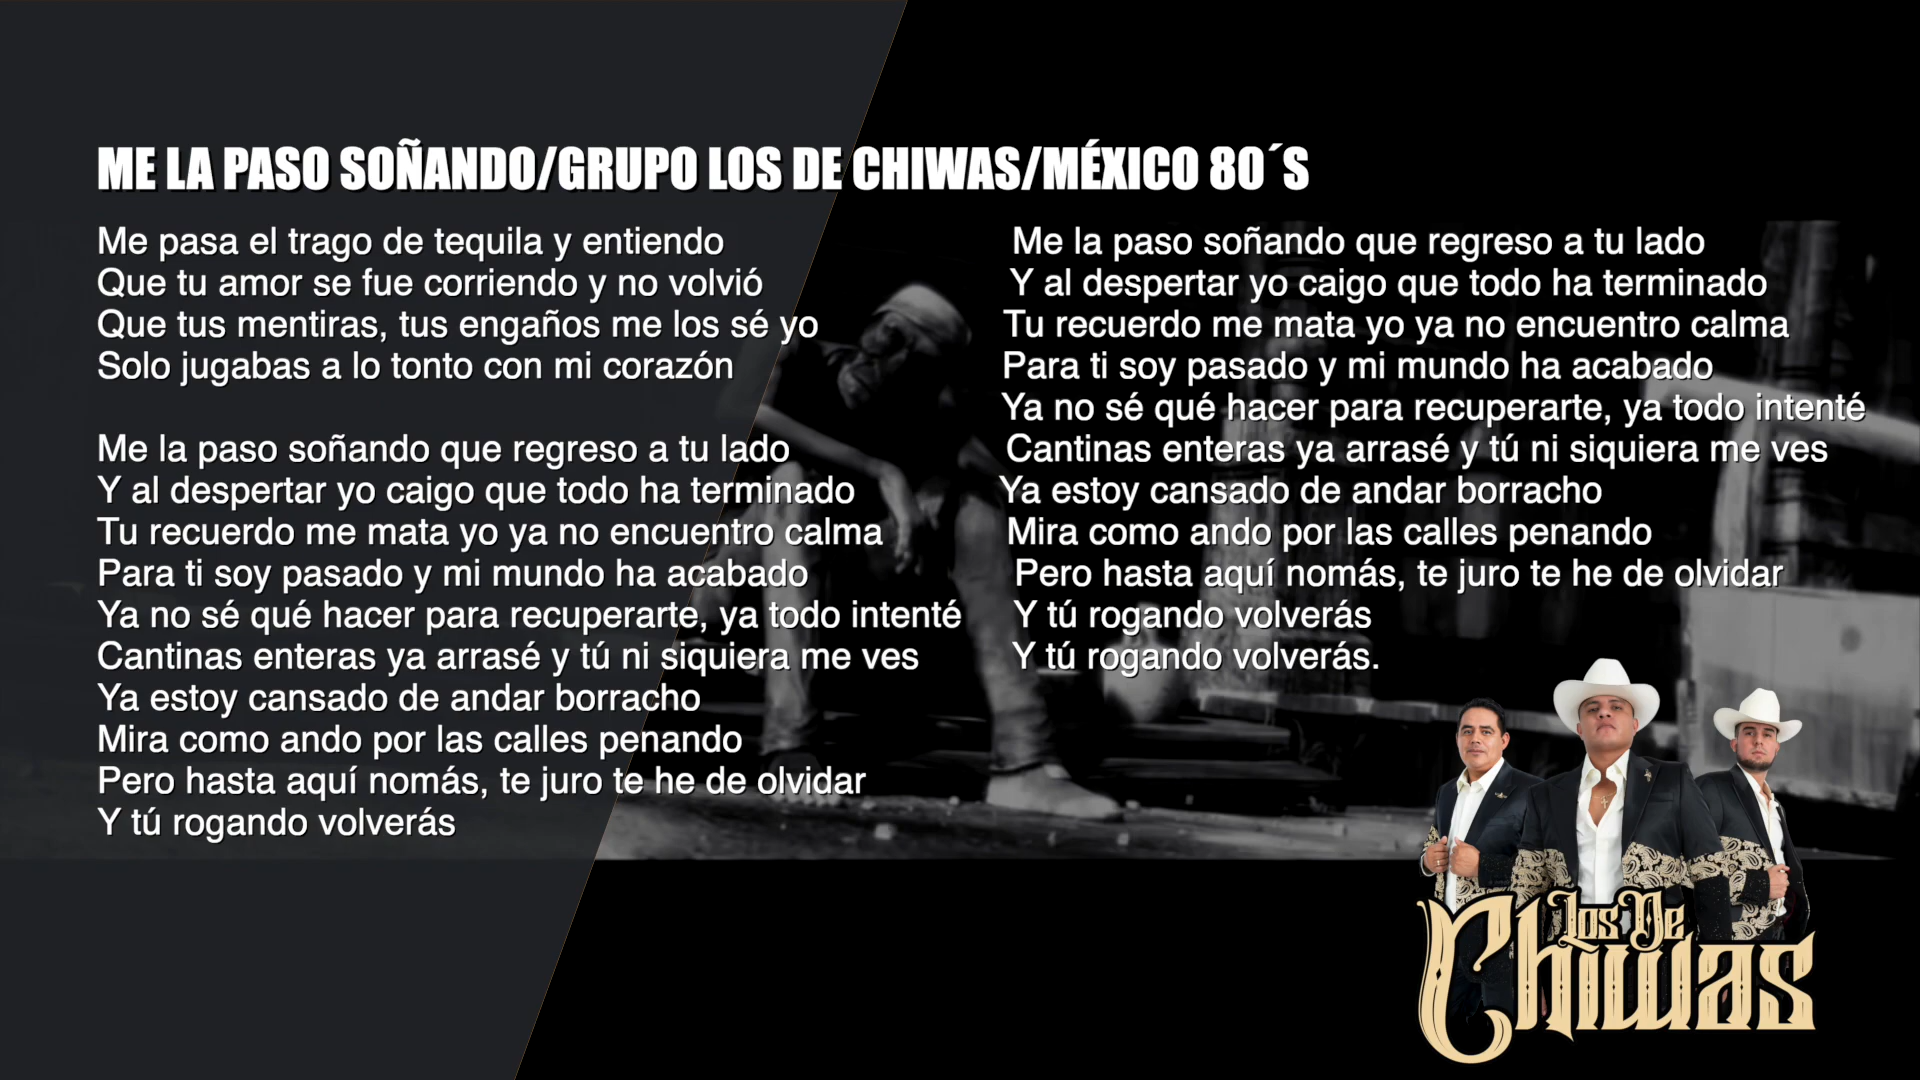 ME LA PASO SOÑANDO/GRUPO LOS DE CHIWAS/MÉXICO 80´S
Me pasa el trago de tequila y entiendo
Que tu amor se fue corriendo y no volvió
Que tus mentiras, tus engaños me los sé yo
Solo jugabas a lo tonto con mi corazón
Me la paso soñando que regreso a tu lado
Y al despertar yo caigo que todo ha terminado
Tu recuerdo me mata yo ya no encuentro calma
Para ti soy pasado y mi mundo ha acabado
Ya no sé qué hacer para recuperarte, ya todo intenté
Cantinas enteras ya arrasé y tú ni siquiera me ves
Ya estoy cansado de andar borracho
Mira como ando por las calles penando
Pero hasta aquí nomás, te juro te he de olvidar
Y tú rogando volverás
Me la paso soñando que regreso a tu lado
Y al despertar yo caigo que todo ha terminado
Tu recuerdo me mata yo ya no encuentro calma
Para ti soy pasado y mi mundo ha acabado
Ya no sé qué hacer para recuperarte, ya todo intenté
Cantinas enteras ya arrasé y tú ni siquiera me ves
Ya estoy cansado de andar borracho
Mira como ando por las calles penando
Pero hasta aquí nomás, te juro te he de olvidar
Y tú rogando volverás
Y tú rogando volverás.
Los De
Chiwas